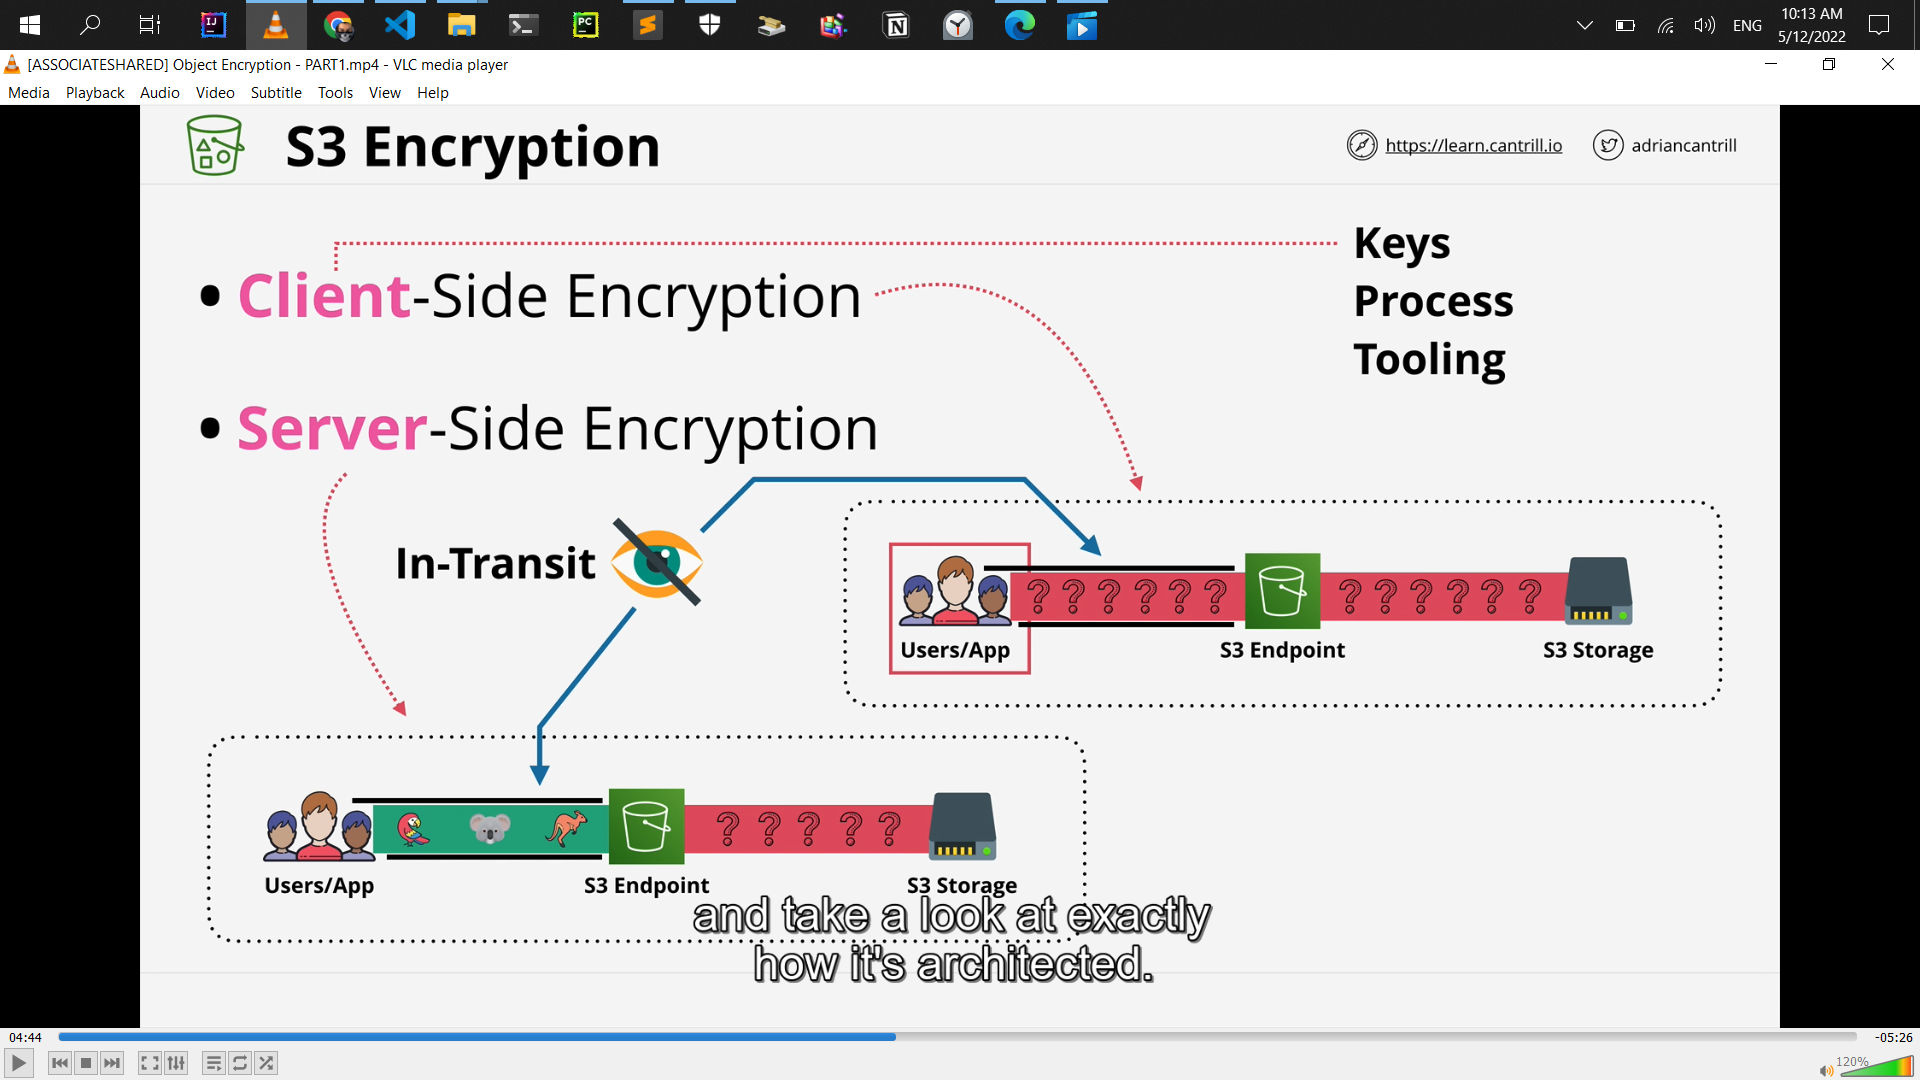 IJ
PC
N
ENG
10:13 AM
5/12/2022
[ASSOCIATESHARED] Object Encryption - PART1.mp4 - VLC media player
Media Playback Audio Video Subtitle Tools View Help
S3 Encryption
https://learn.cantrill.io
adriancantrill
• Client-Side Encryption
Keys
Process
Tooling
• Server-Side Encryption
In-Transit
? ? ? ? ? ? ? ? ? ? ? ?
Users/App S3 Endpoint S3 Storage
? ? ? ? ?
Users/App S3 Endpoint S3 Storage
and take a look at exactly
how it's architected.
04:44 -05:26
120%